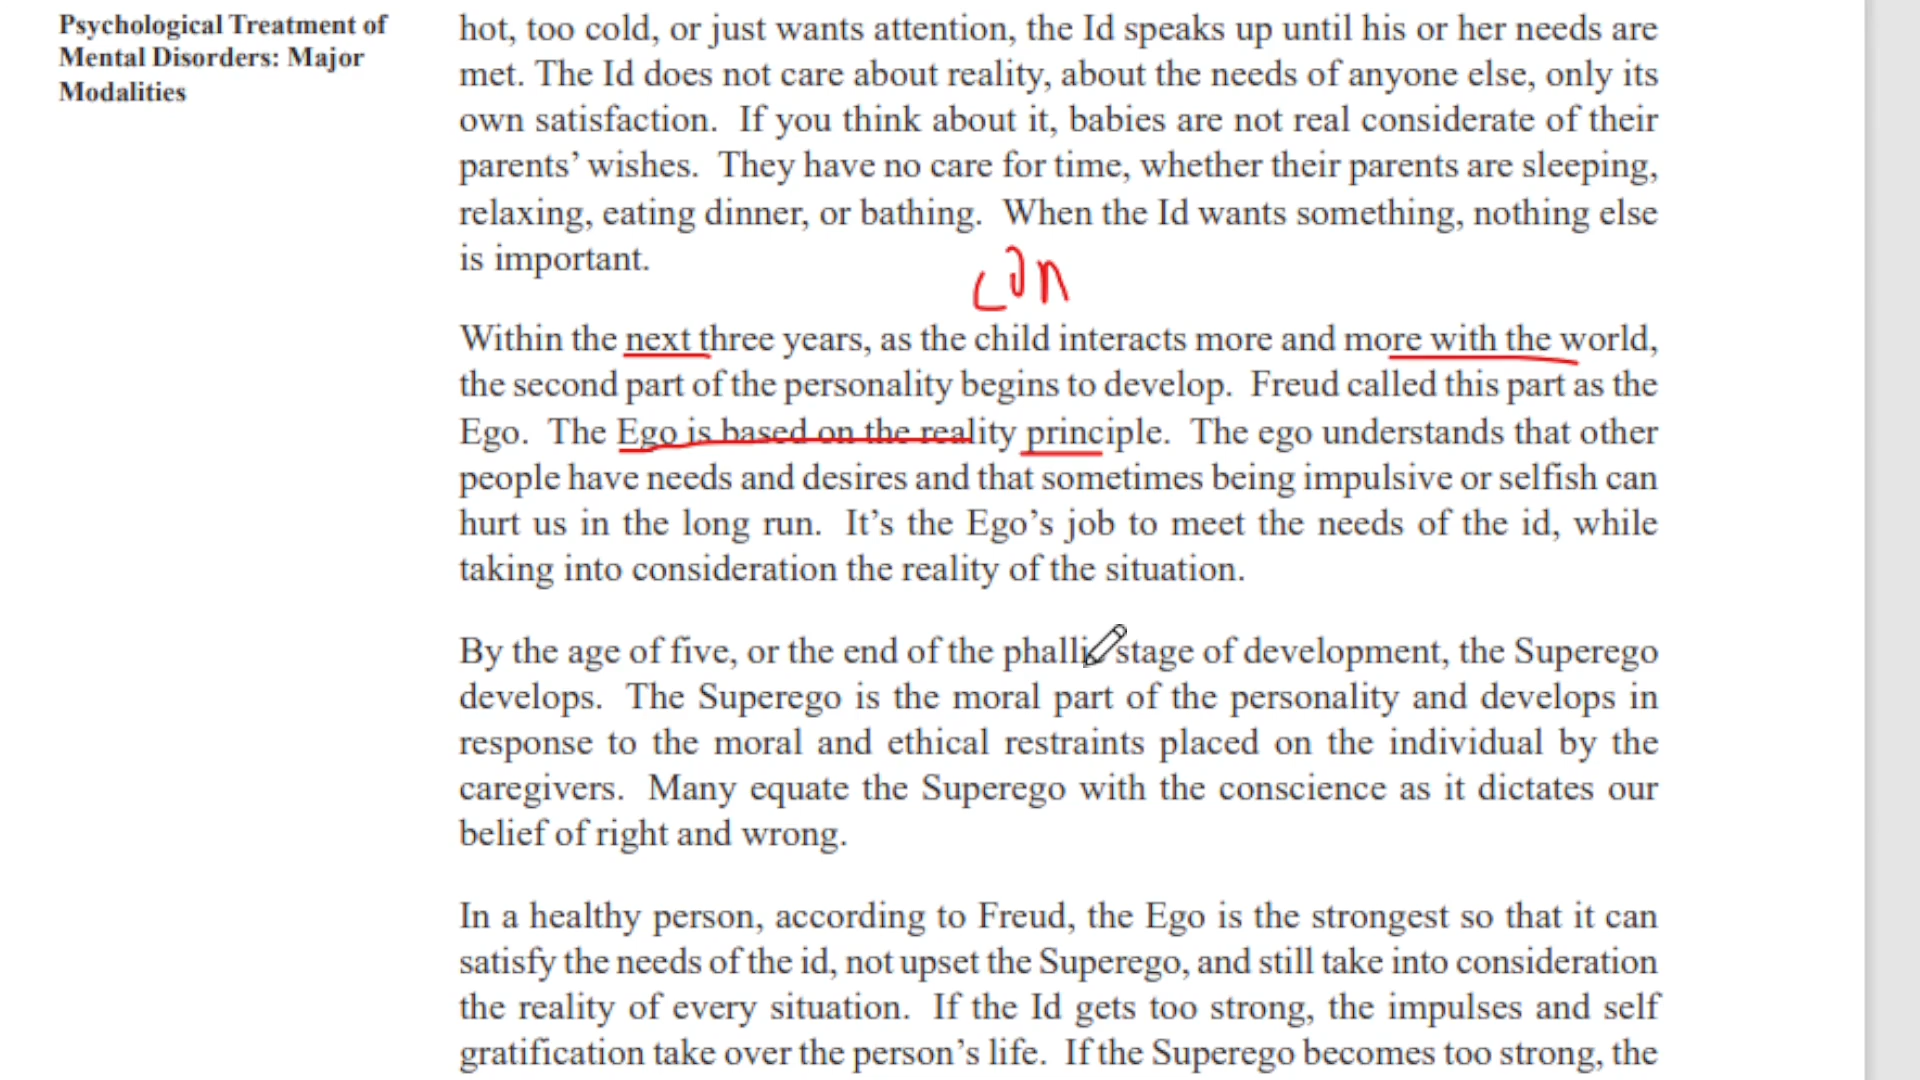 Psychological Treatment of
Mental Disorders: Major
Modalities
hot, too cold, or just wants attention, the Id speaks up until his or her needs are
met. The Id does not care about reality, about the needs of anyone else, only its
own satisfaction. If you think about it, babies are not real considerate of their
parents’ wishes. They have no care for time, whether their parents are sleeping,
relaxing, eating dinner, or bathing. When the Id wants something, nothing else
is important.
can
Within the next three years, as the child interacts more and more with the world,
the second part of the personality begins to develop. Freud called this part as the
Ego. The Ego is based on the reality principle. The ego understands that other
people have needs and desires and that sometimes being impulsive or selfish can
hurt us in the long run. It’s the Ego’s job to meet the needs of the id, while
taking into consideration the reality of the situation.
By the age of five, or the end of the phallic stage of development, the Superego
develops. The Superego is the moral part of the personality and develops in
response to the moral and ethical restraints placed on the individual by the
caregivers. Many equate the Superego with the conscience as it dictates our
belief of right and wrong.
In a healthy person, according to Freud, the Ego is the strongest so that it can
satisfy the needs of the id, not upset the Superego, and still take into consideration
the reality of every situation. If the Id gets too strong, the impulses and self
gratification take over the person’s life. If the Superego becomes too strong, the